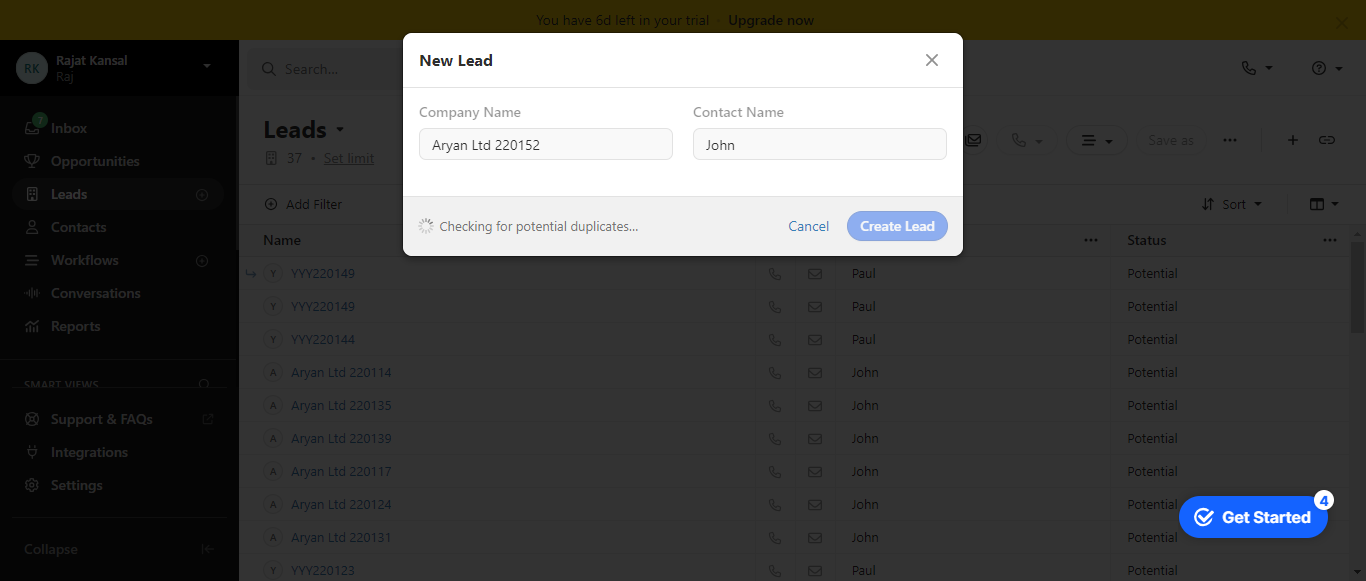 You have 6d left in your trial · Upgrade now
RK
Rajat Kansal
Raj
Search...
7
Inbox
Opportunities
Leads
Contacts
Workflows
Conversations
Reports
SMART VIEWS
Support & FAQs
Integrations
Settings
Collapse
Leads
37 • Set limit
Save as
Add Filter
Sort
Name
Status
Y YYY220149 Paul Potential
Y YYY220149 Paul Potential
Y YYY220144 Paul Potential
A Aryan Ltd 220114 John Potential
A Aryan Ltd 220135 John Potential
A Aryan Ltd 220139 John Potential
A Aryan Ltd 220117 John Potential
A Aryan Ltd 220124 John Potential
A Aryan Ltd 220131 John Potential
Y YYY220123 Paul Potential
New Lead
Company Name
Aryan Ltd 220152
Contact Name
John
Checking for potential duplicates...
Cancel
Create Lead
Get Started
4